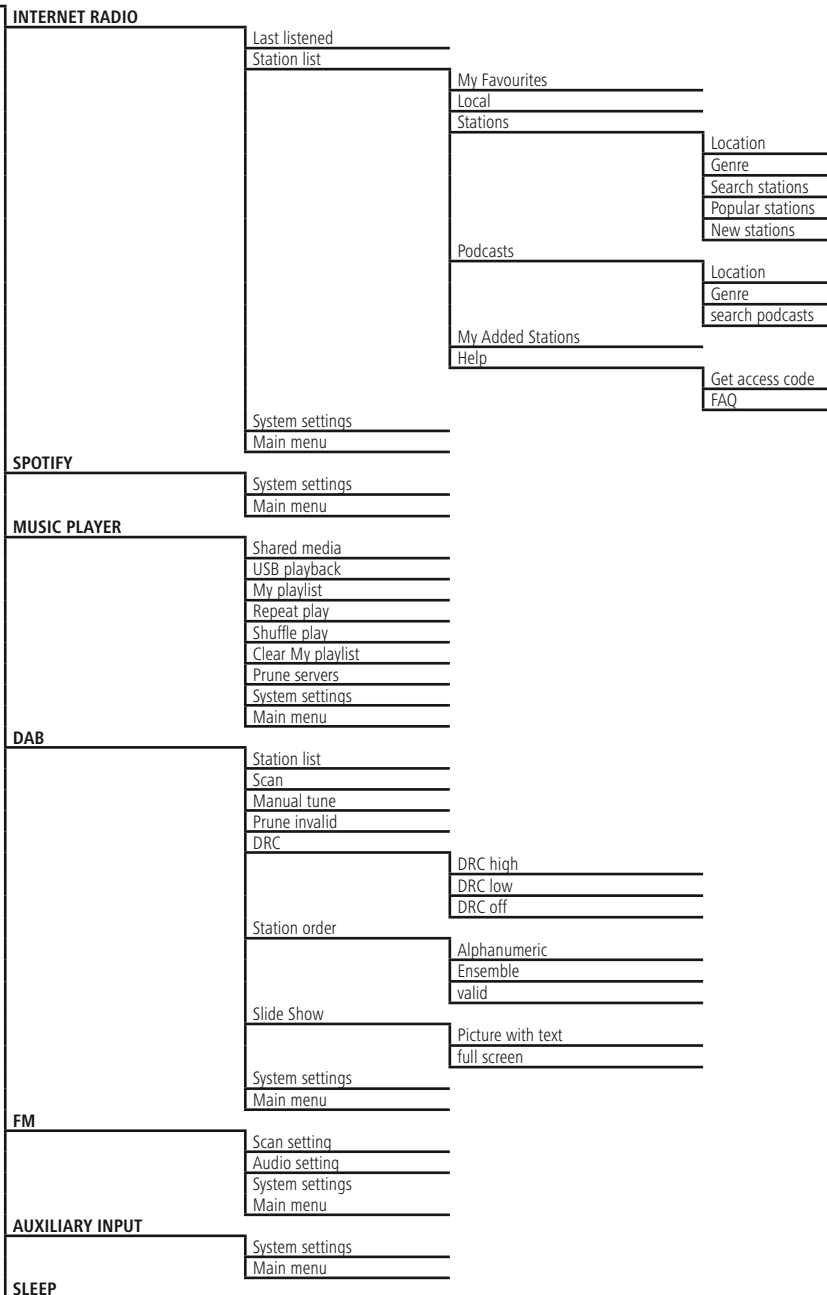 INTERNET RADIO
Last listened
Station list
My Favourites
Local
Stations
Location
Genre
Search stations
Popular stations
New stations
Podcasts
Location
Genre
search podcasts
My Added Stations
Help
Get access code
FAQ
System settings
Main menu
SPOTIFY
System settings
Main menu
MUSIC PLAYER
Shared media
USB playback
My playlist
Repeat play
Shuffle play
Clear My playlist
Prune servers
System settings
Main menu
DAB
Station list
Scan
Manual tune
Prune invalid
DRC
DRC high
DRC low
DRC off
Station order
Alphanumeric
Ensemble
valid
Slide Show
Picture with text
full screen
System settings
Main menu
FM
Scan setting
Audio setting
System settings
Main menu
AUXILIARY INPUT
System settings
Main menu
SLEEP